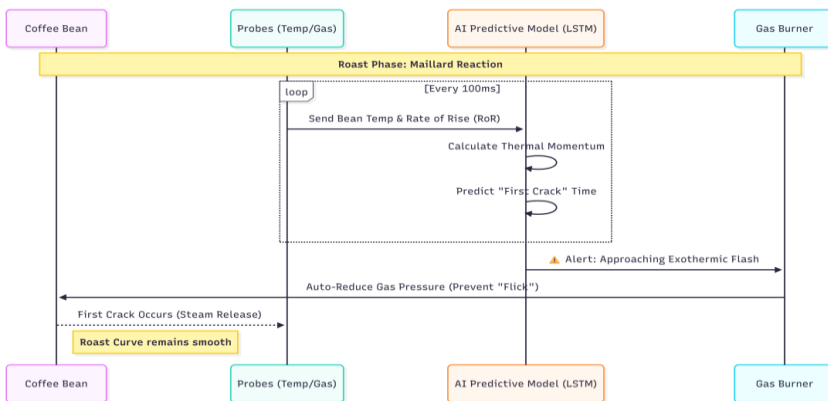 Coffee Bean
Probes (Temp/Gas)
AI Predictive Model (LSTM)
Gas Burner
Roast Phase: Maillard Reaction
loop
[Every 100ms]
Send Bean Temp & Rate of Rise (RoR)
Calculate Thermal Momentum
Predict "First Crack" Time
⚠️ Alert: Approaching Exothermic Flash
Auto-Reduce Gas Pressure (Prevent "Flick")
First Crack Occurs (Steam Release)
Roast Curve remains smooth
Coffee Bean
Probes (Temp/Gas)
AI Predictive Model (LSTM)
Gas Burner